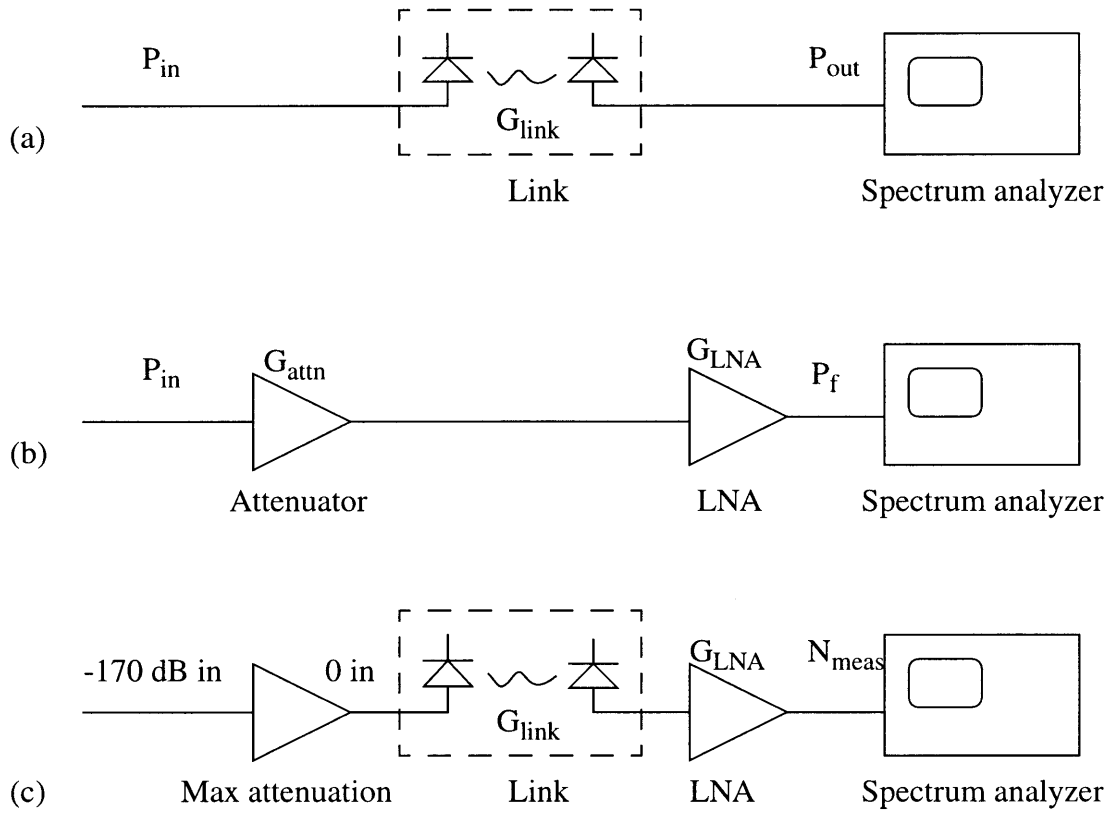 P_in
P_out
G_link
(a)
Link
Spectrum analyzer
P_in
G_attn
G_LNA
P_f
(b)
Attenuator
LNA
Spectrum analyzer
-170 dB in
0 in
G_LNA
N_meas
G_link
(c)
Max attenuation
Link
LNA
Spectrum analyzer